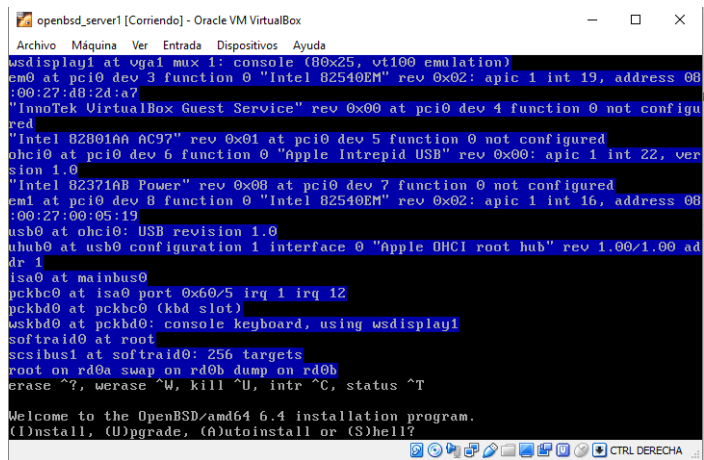 openbsd_server1 [Corriendo] - Oracle VM VirtualBox
Archivo Máquina Ver Entrada Dispositivos Ayuda
wsdisplay1 at vga1 mux 1: console (80x25, vt100 emulation)
em0 at pci0 dev 3 function 0 "Intel 82540EM" rev 0x02: apic 1 int 19, address 08
:00:27:d8:2d:a7
"InnoTek VirtualBox Guest Service" rev 0x00 at pci0 dev 4 function 0 not configu
red
"Intel 82801AA AC97" rev 0x01 at pci0 dev 5 function 0 not configured
ohci0 at pci0 dev 6 function 0 "Apple Intrepid USB" rev 0x00: apic 1 int 22, ver
sion 1.0
"Intel 82371AB Power" rev 0x08 at pci0 dev 7 function 0 not configured
em1 at pci0 dev 8 function 0 "Intel 82540EM" rev 0x02: apic 1 int 16, address 08
:00:27:00:05:19
usb0 at ohci0: USB revision 1.0
uhub0 at usb0 configuration 1 interface 0 "Apple OHCI root hub" rev 1.00/1.00 ad
dr 1
isa0 at mainbus0
pckbc0 at isa0 port 0x60/5 irq 1 irq 12
pckbd0 at pckbc0 (kbd slot)
wskbd0 at pckbd0: console keyboard, using wsdisplay1
softraid0 at root
scsibus1 at softraid0: 256 targets
root on rd0a swap on rd0b dump on rd0b
erase ^?, werase ^W, kill ^U, intr ^C, status ^T
Welcome to the OpenBSD/amd64 6.4 installation program.
(I)nstall, (U)pgrade, (A)utoinstall or (S)hell?
CTRL DERECHA